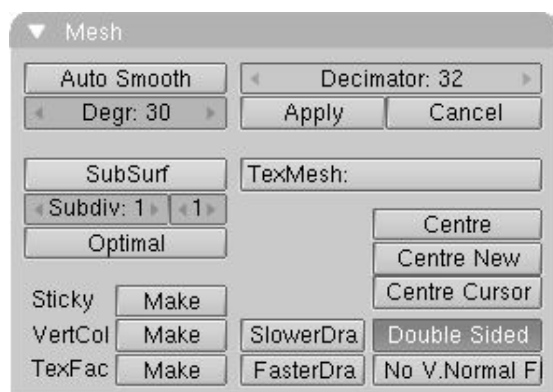 Mesh
Auto Smooth
Decimator: 32
Degr: 30
Apply
Cancel
SubSurf
TexMesh:
Subdiv: 1
1
Centre
Optimal
Centre New
Centre Cursor
Sticky
Make
VertCol
Make
SlowerDra
Double Sided
TexFac
Make
FasterDra
No V.Normal Fl